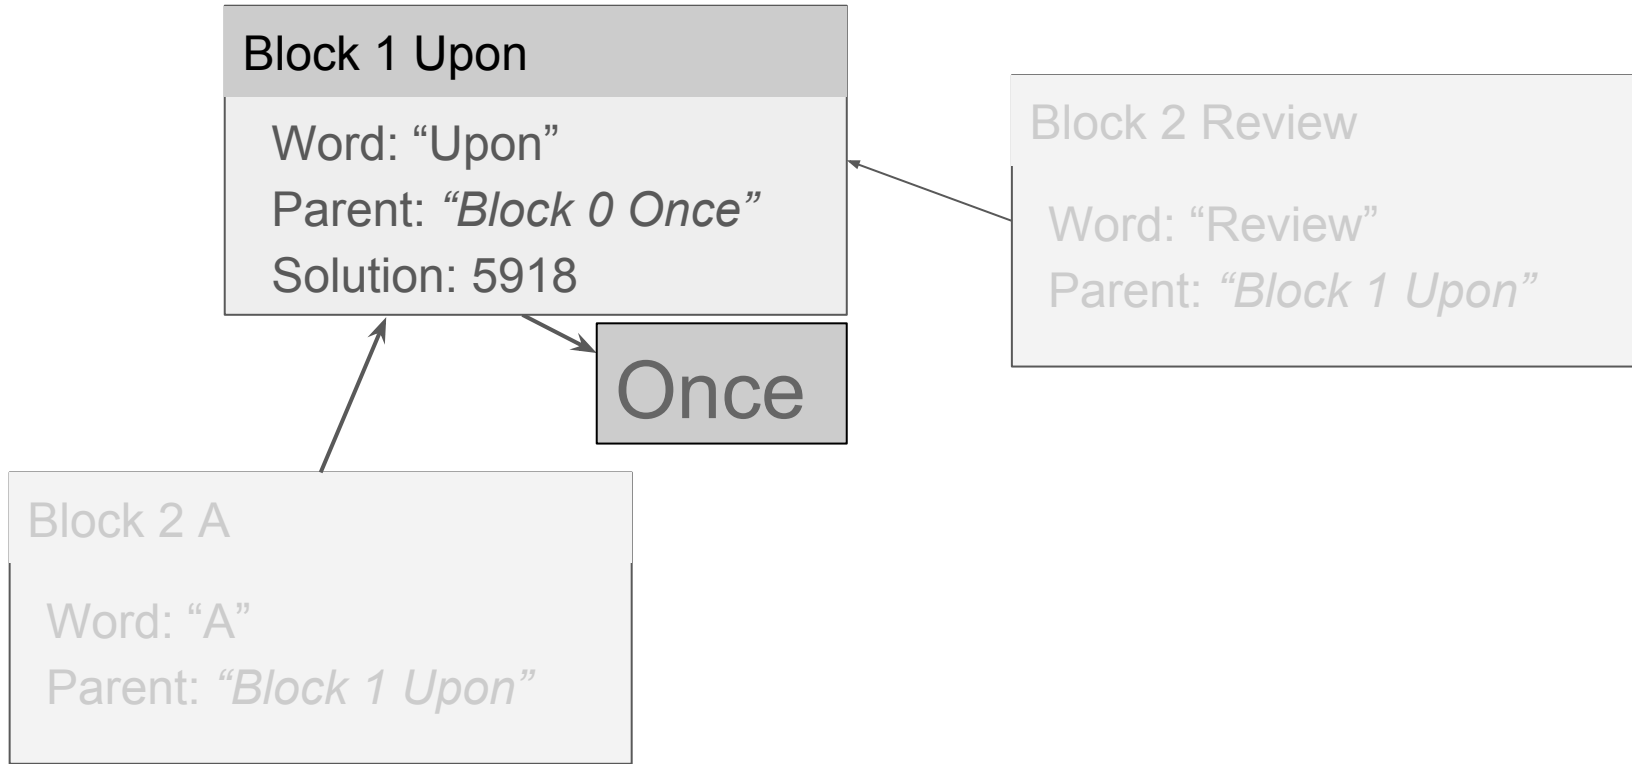 Block 1 Upon
Word: “Upon”
Parent: “Block 0 Once”
Solution: 5918
Once
Block 2 Review
Word: “Review”
Parent: “Block 1 Upon”
Block 2 A
Word: “A”
Parent: “Block 1 Upon”